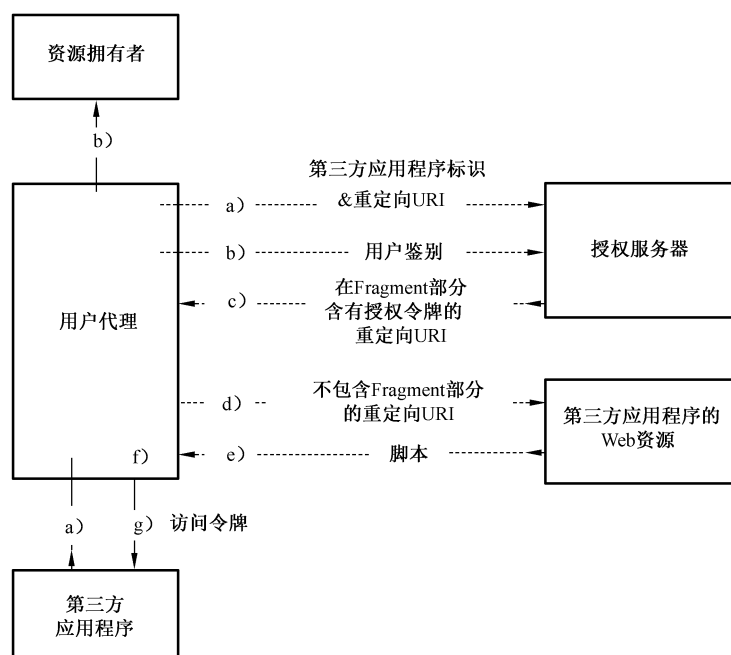 资源拥有者
b）
第三方应用程序标识
a）
&重定向URI
b）
用户鉴别
授权服务器
c）
在Fragment部分
含有授权令牌的
重定向URI
用户代理
d）
不包含Fragment部分
的重定向URI
第三方应用程序的
Web资源
e）
脚本
f）
a）
g）
访问令牌
第三方
应用程序